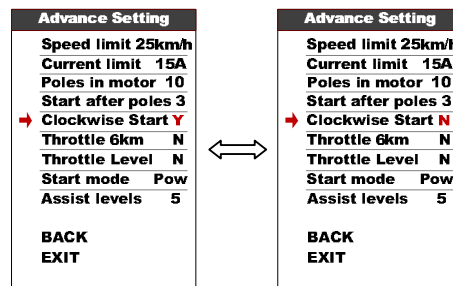 Advance Setting
Speed limit 25km/h
Current limit 15A
Poles in motor 10
Start after poles 3
Clockwise Start Y
Throttle 6km N
Throttle Level N
Start mode Pow
Assist levels 5
BACK
EXIT
Advance Setting
Speed limit 25km/h
Current limit 15A
Poles in motor 10
Start after poles 3
Clockwise Start N
Throttle 6km N
Throttle Level N
Start mode Pow
Assist levels 5
BACK
EXIT